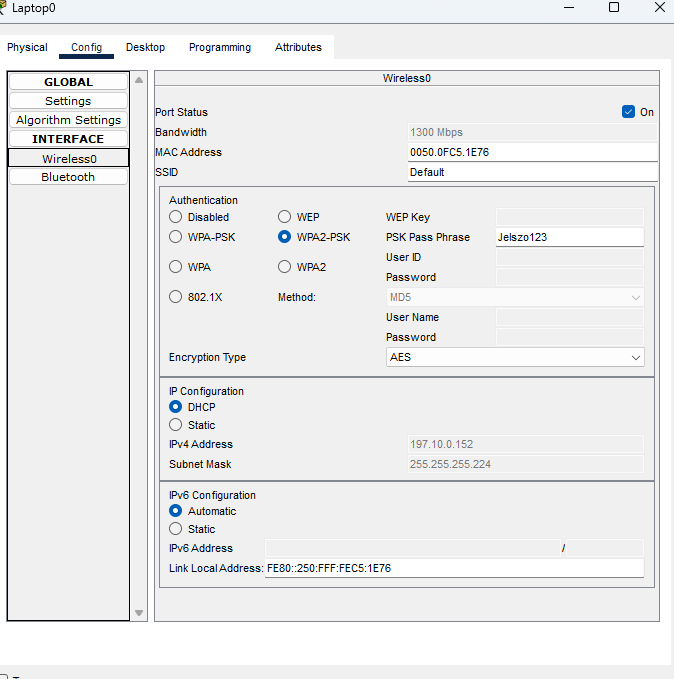 Laptop0
Physical Config Desktop Programming Attributes
GLOBAL
Settings
Algorithm Settings
INTERFACE
Wireless0
Bluetooth
Wireless0
Port Status On
Bandwidth 1300 Mbps
MAC Address 0050.0FC5.1E76
SSID Default
Authentication
Disabled WEP WEP Key
WPA-PSK WPA2-PSK PSK Pass Phrase Jelszo123
User ID
WPA WPA2
Password
802.1X Method: MD5
User Name
Password
Encryption Type AES
IP Configuration
DHCP
Static
IPv4 Address 197.10.0.152
Subnet Mask 255.255.255.224
IPv6 Configuration
Automatic
Static
IPv6 Address /
Link Local Address: FE80::250:FFF:FEC5:1E76